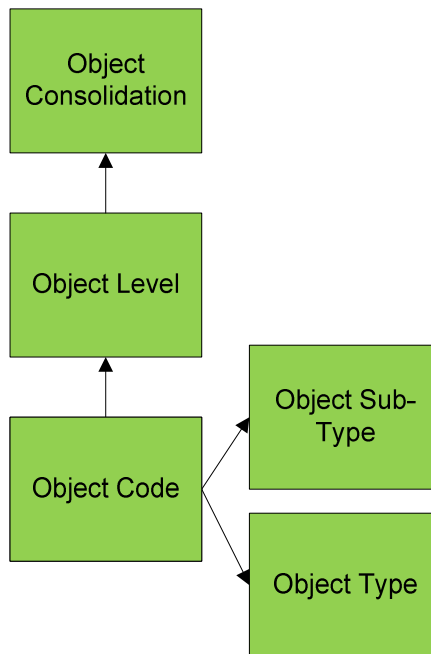 Object
Consolidation
Object Level
Object Code
Object Sub-
Type
Object Type